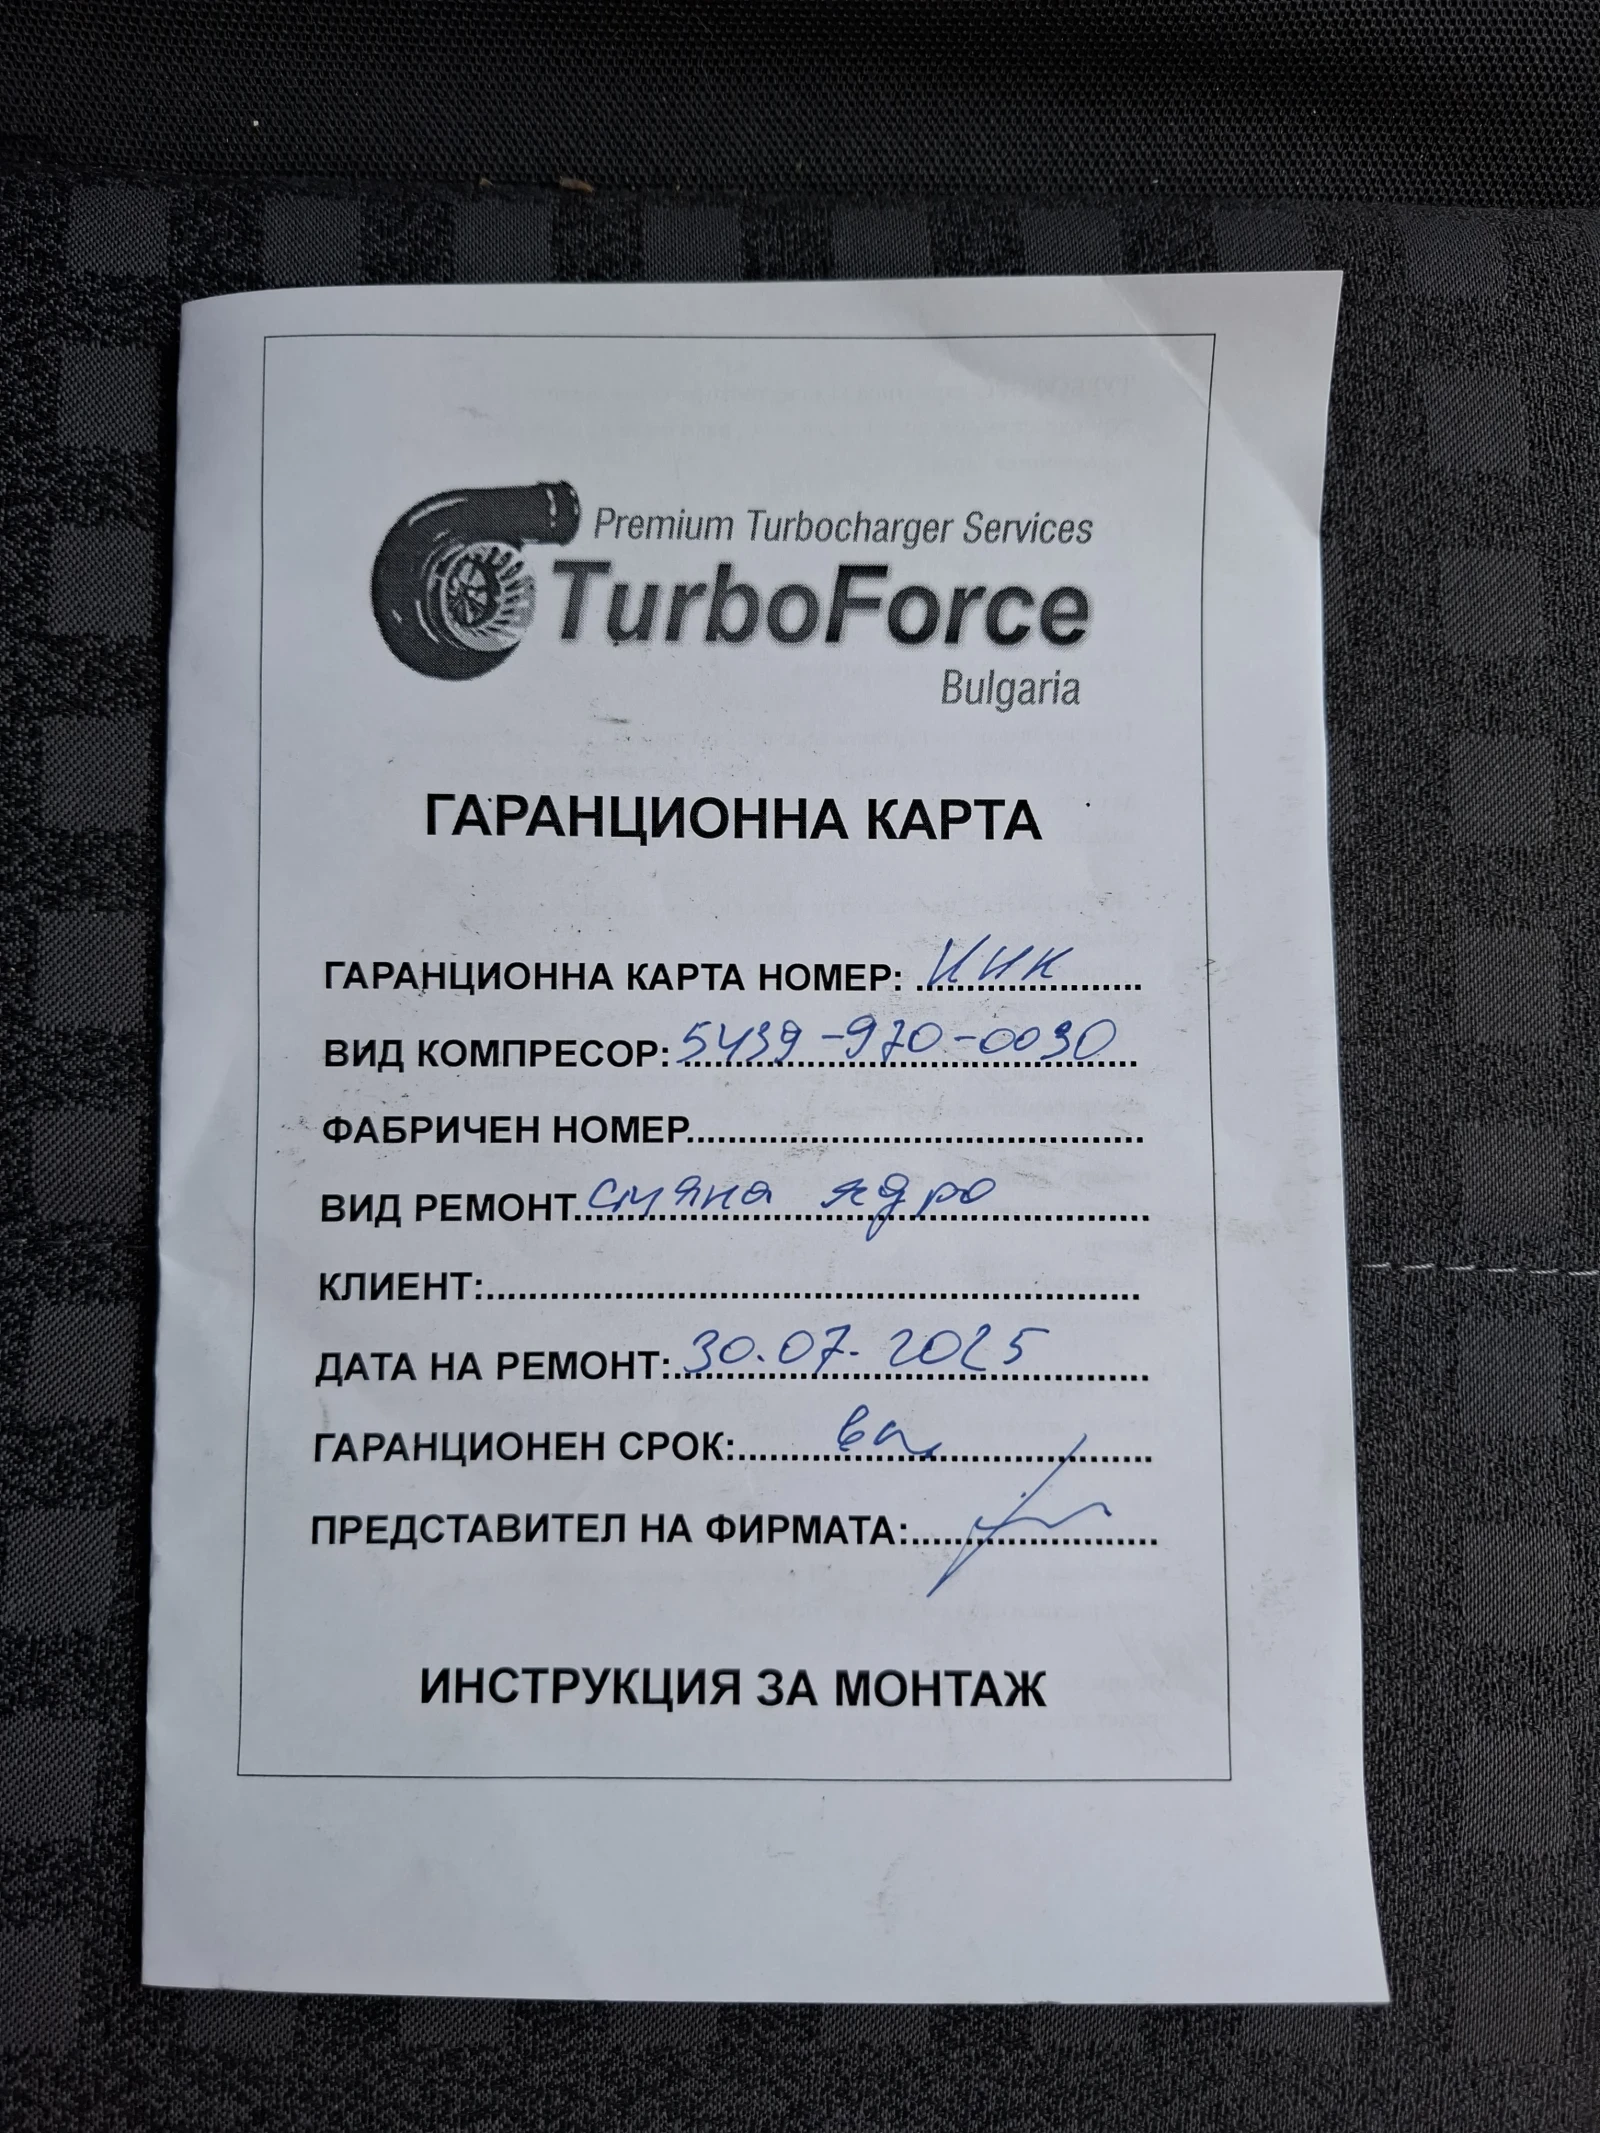 Premium Turbocharger Services
TurboForce
Bulgaria
ГАРАНЦИОННА КАРТА
ГАРАНЦИОННА КАРТА НОМЕР: ........................
ВИД КОМПРЕСОР: 5439-970-0030
ФАБРИЧЕН НОМЕР..........................................
ВИД РЕМОНТ смяна ядро
КЛИЕНТ:..............................................................
ДАТА НА РЕМОНТ: 30.07.2025
ГАРАНЦИОНЕН СРОК:
ПРЕДСТАВИТЕЛ НА ФИРМАТА:
ИНСТРУКЦИЯ ЗА МОНТАЖ